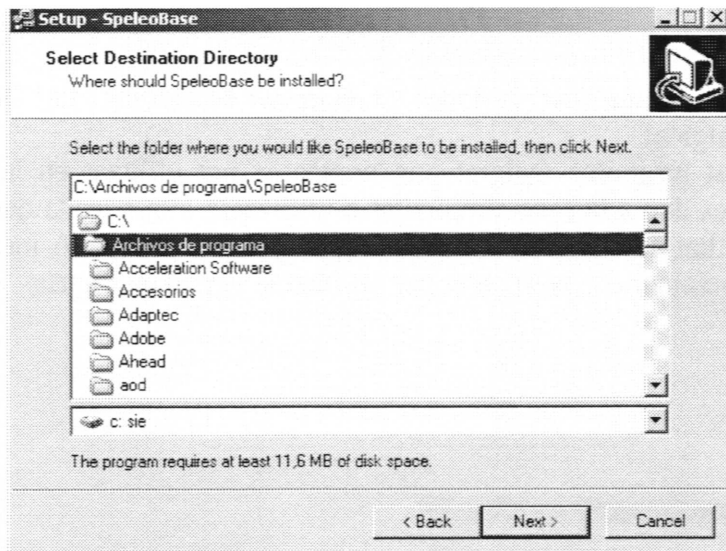 Setup - SpeleoBase
Select Destination Directory
Where should SpeleoBase be installed?
Select the folder where you would like SpeleoBase to be installed, then click Next.
C:\Archivos de programa\SpeleoBase
C:\
Archivos de programa
Acceleration Software
Accesorios
Adaptec
Adobe
Ahead
aod
c: sie
The program requires at least 11,6 MB of disk space.
< Back Next > Cancel